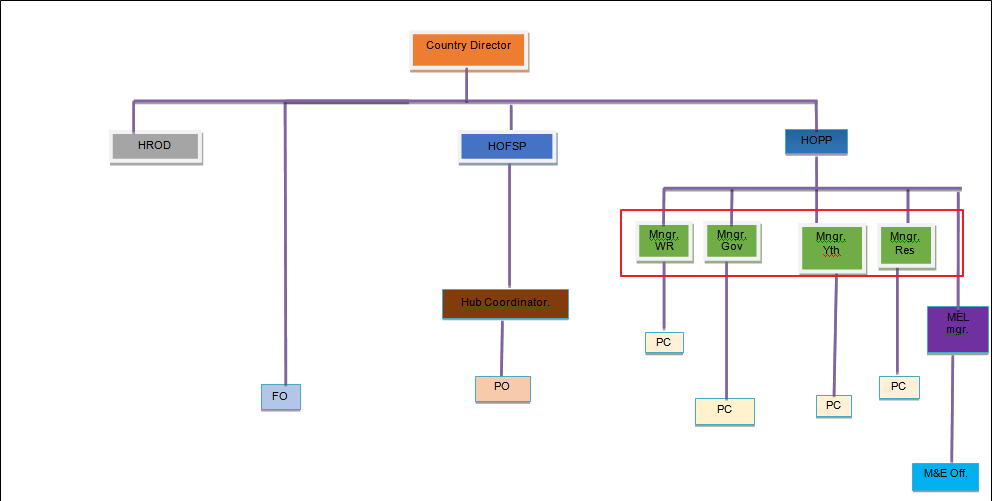 Country Director
HROD
HOFSP
HOPP
Mngr.
WR
Mngr.
Gov
Mngr.
Yth
Mngr.
Res
Hub Coordinator.
MEL
mgr.
PC
FO
PO
PC
PC
PC
M&E Off.